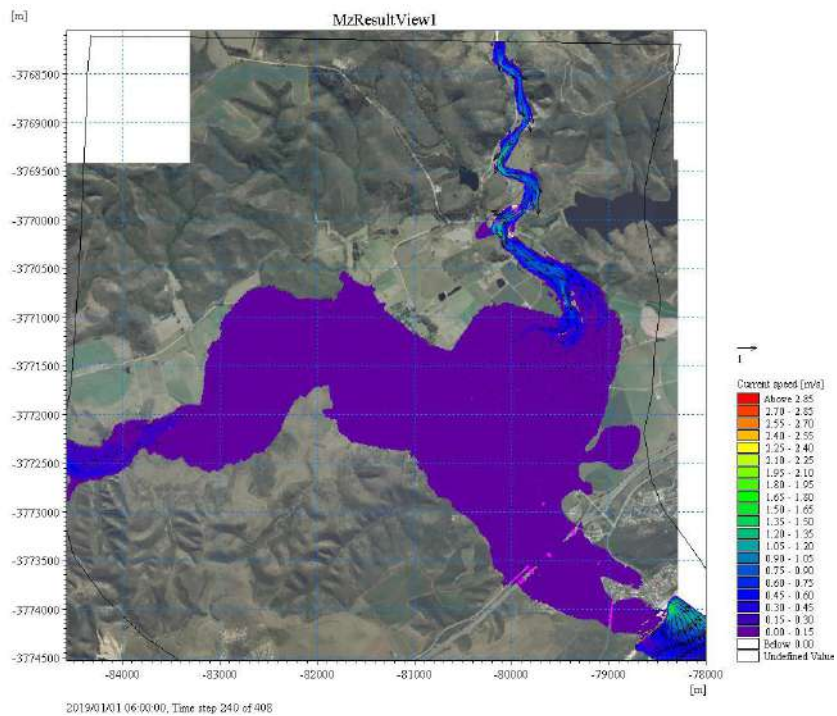 [m]
MzResultView1
-3768500
-3769000
-3769500
-3770000
-3770500
-3771000
-3771500
-3772000
-3772500
-3773000
-3773500
-3774000
-3774500
-84000 -83000 -82000 -81000 -80000 -79000 -78000
[m]
2019/01/01 06:00:00, Time step 240 of 408
1
Current speed [m/s]
Above 2.85
2.70 - 2.85
2.55 - 2.70
2.40 - 2.55
2.25 - 2.40
2.10 - 2.25
1.95 - 2.10
1.80 - 1.95
1.65 - 1.80
1.50 - 1.65
1.35 - 1.50
1.20 - 1.35
1.05 - 1.20
0.90 - 1.05
0.75 - 0.90
0.60 - 0.75
0.45 - 0.60
0.30 - 0.45
0.15 - 0.30
0.00 - 0.15
Below 0.00
Undefined Value